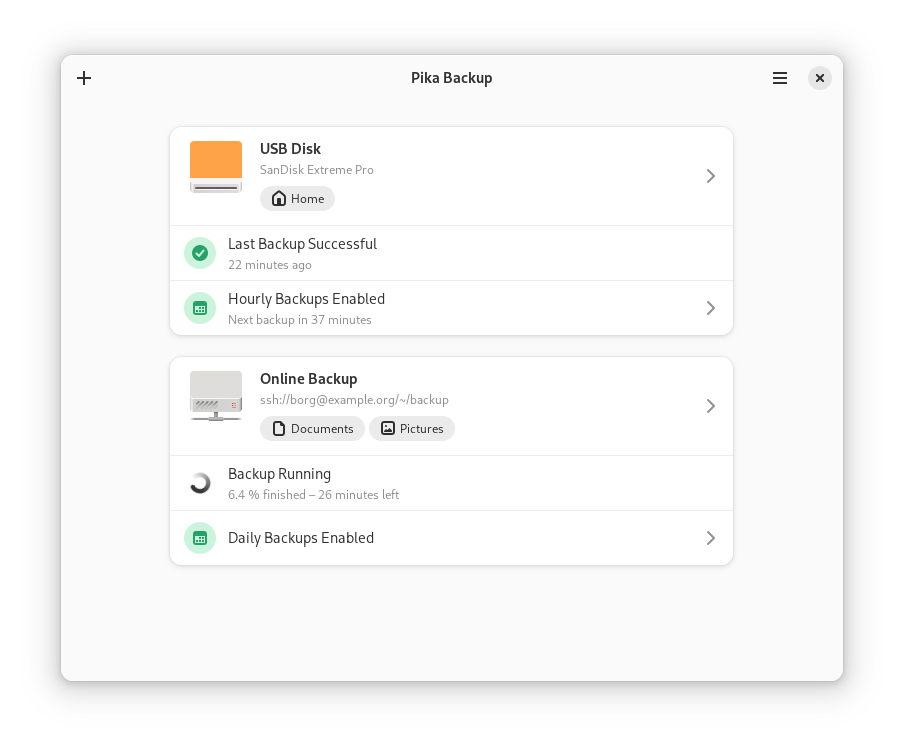 Pika Backup
USB Disk
SanDisk Extreme Pro
Home
Last Backup Successful
22 minutes ago
Hourly Backups Enabled
Next backup in 37 minutes
Online Backup
ssh://borg@example.org/~/backup
Documents Pictures
Backup Running
6.4 % finished – 26 minutes left
Daily Backups Enabled